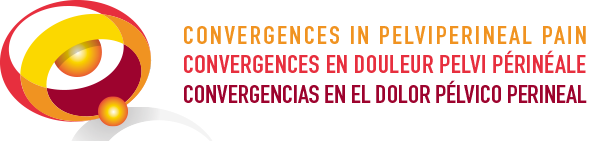 CONVERGENCES IN PELVIPERINEAL PAIN
CONVERGENCES EN DOULEUR PELVI PÉRINÉALE
CONVERGENCIAS EN EL DOLOR PÉLVICO PERINEAL